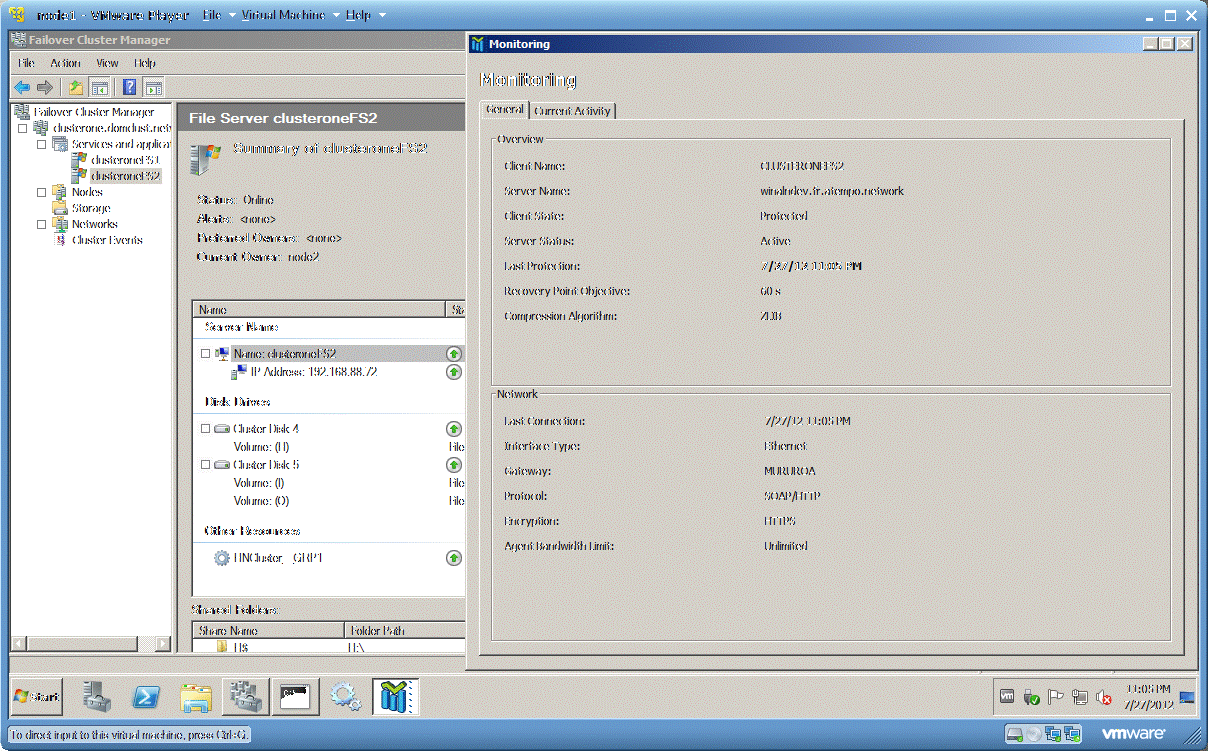 node1 - VMware Player File Virtual Machine Help
Failover Cluster Manager
File Action View Help
Failover Cluster Manager
clusterone.domdust.net
Services and applica
clusteroneFS1
clusteroneFS2
Nodes
Storage
Networks
Cluster Events
File Server clusteroneFS2
Summary of clusteroneFS2
Status: Online
Alerts: <none>
Preferred Owners: <none>
Current Owner: node2
Name Sta
Server Name
Name: clusteroneFS2
IP Address: 192.168.88.72
Disk Drives
Cluster Disk 4
Volume: (H) File
Cluster Disk 5
Volume: (I) File
Volume: (O) File
Other Resources
HNCluster_GRP1
Shared Folders:
Share Name Folder Path
H$ H:\
Monitoring
Monitoring
General Current Activity
Overview
Client Name: CLUSTERONEFS2
Server Name: winalndev.fr.atempo.network
Client State: Protected
Server Status: Active
Last Protection: 7/27/12 11:05 PM
Recovery Point Objective: 60 s
Compression Algorithm: ZLIB
Network
Last Connection: 7/27/12 11:05 PM
Interface Type: Ethernet
Gateway: MURUROA
Protocol: SOAP/HTTP
Encryption: HTTPS
Agent Bandwidth Limit: Unlimited
Start
11:05 PM
7/27/2012
To direct input to this virtual machine, press Ctrl+G.
vmware